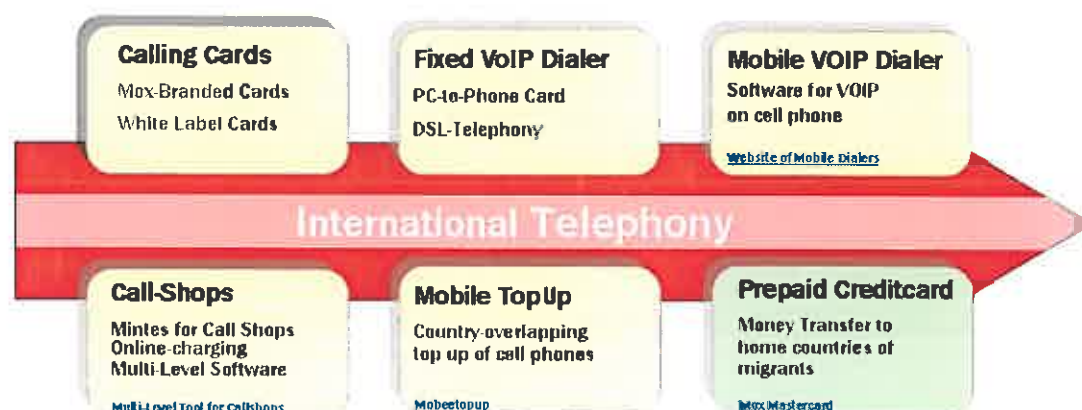 Calling Cards
Mox-Branded Cards
White Label Cards
Fixed VoIP Dialer
PC-to-Phone Card
DSL-Telephony
Mobile VOIP Dialer
Software for VOIP
on cell phone
Website of Mobile Dialers
International Telephony
Call-Shops
Mintes for Call Shops
Online-charging
Multi-Level Software
Multi-Level Tool for Callshops
Mobile TopUp
Country-overlapping
top up of cell phones
Mobeetopup
Prepaid Creditcard
Money Transfer to
home countries of
migrants
Mox Mastercard